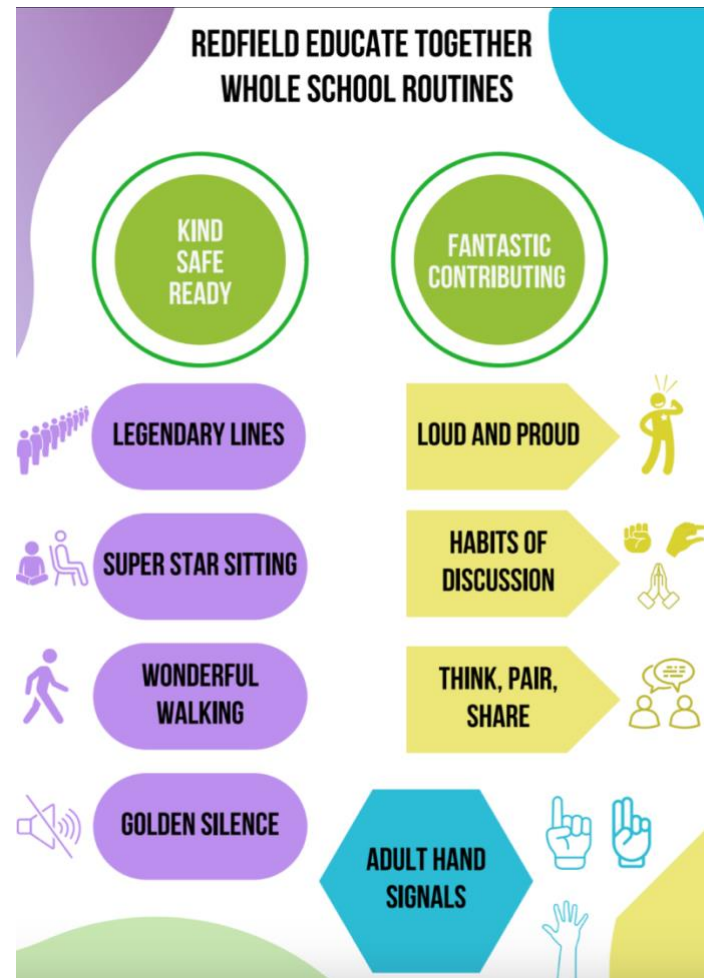 REDFIELD EDUCATE TOGETHER
WHOLE SCHOOL ROUTINES
KIND
SAFE
READY
FANTASTIC
CONTRIBUTING
LEGENDARY LINES
LOUD AND PROUD
SUPER STAR SITTING
HABITS OF
DISCUSSION
WONDERFUL
WALKING
THINK, PAIR,
SHARE
GOLDEN SILENCE
ADULT HAND
SIGNALS